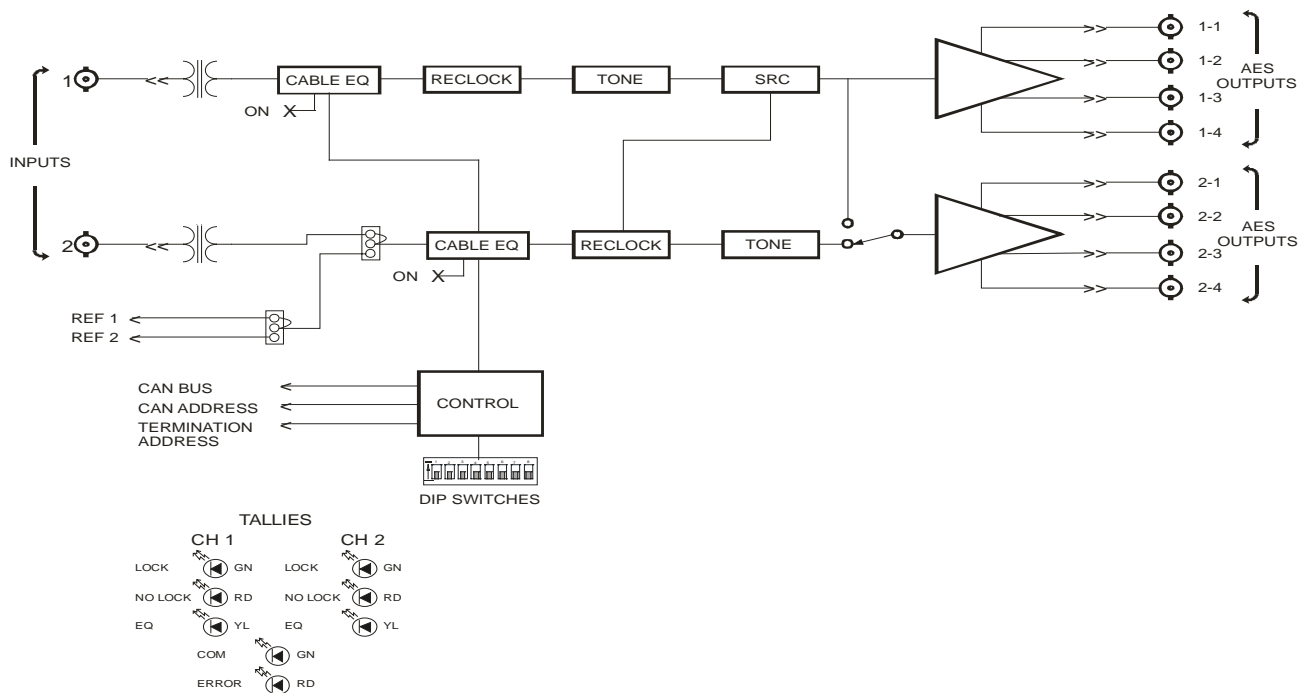 1-1
1-2
AES
OUTPUTS
1-3
1-4
1
CABLE EQ
RECLOCK
TONE
SRC
ON X
INPUTS
2-1
2-2
AES
OUTPUTS
2-3
2-4
2
CABLE EQ
RECLOCK
TONE
ON X
REF 1
REF 2
CAN BUS
CAN ADDRESS
TERMINATION
ADDRESS
CONTROL
DIP SWITCHES
TALLIES
CH 1
CH 2
LOCK GN LOCK GN
NO LOCK RD NO LOCK RD
EQ YL EQ YL
COM GN
ERROR RD